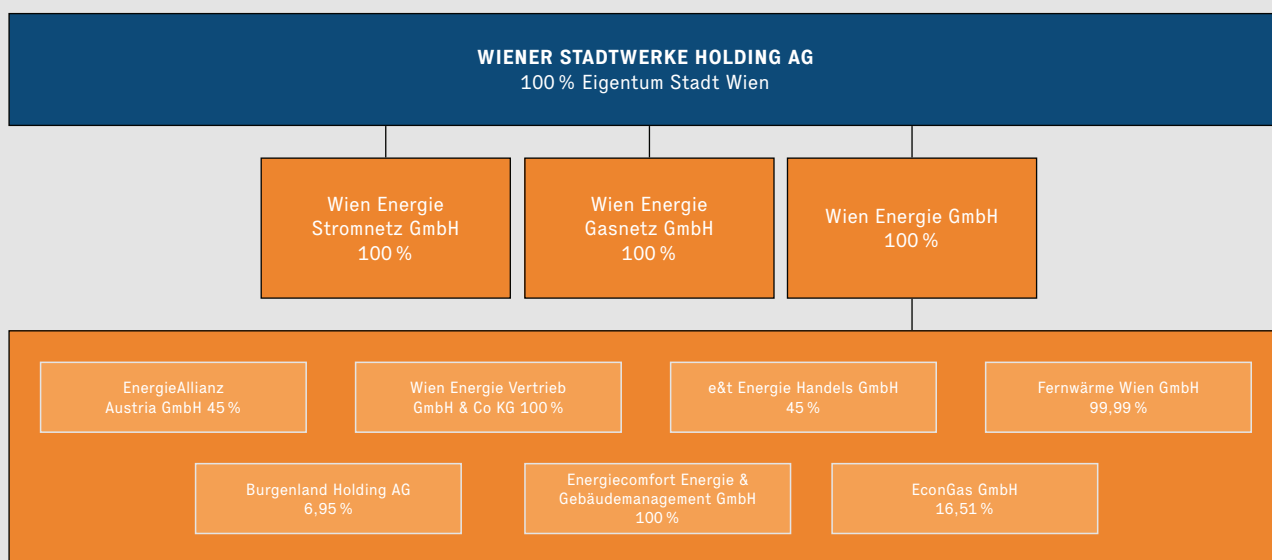 WIENER STADTWERKE HOLDING AG
100 % Eigentum Stadt Wien
Wien Energie
Stromnetz GmbH
100 %
Wien Energie
Gasnetz GmbH
100 %
Wien Energie GmbH
100 %
EnergieAllianz
Austria GmbH 45 %
Wien Energie Vertrieb
GmbH & Co KG 100 %
e&t Energie Handels GmbH
45 %
Fernwärme Wien GmbH
99,99 %
Burgenland Holding AG
6,95 %
Energiecomfort Energie &
Gebäudemanagement GmbH
100 %
EconGas GmbH
16,51 %